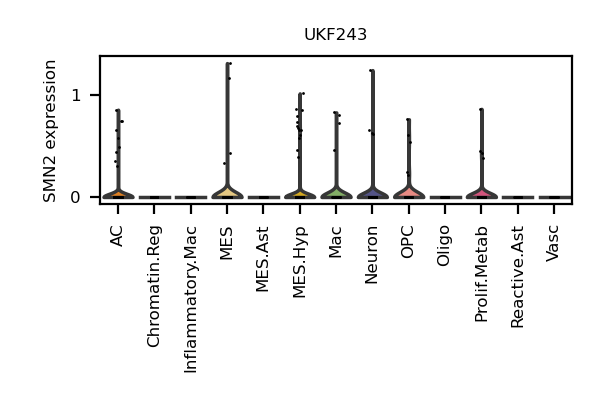 UKF243
SMN2 expression
1
0
AC
Chromatin.Reg
Inflammatory.Mac
MES
MES.Ast
MES.Hyp
Mac
Neuron
OPC
Oligo
Prolif.Metab
Reactive.Ast
Vasc